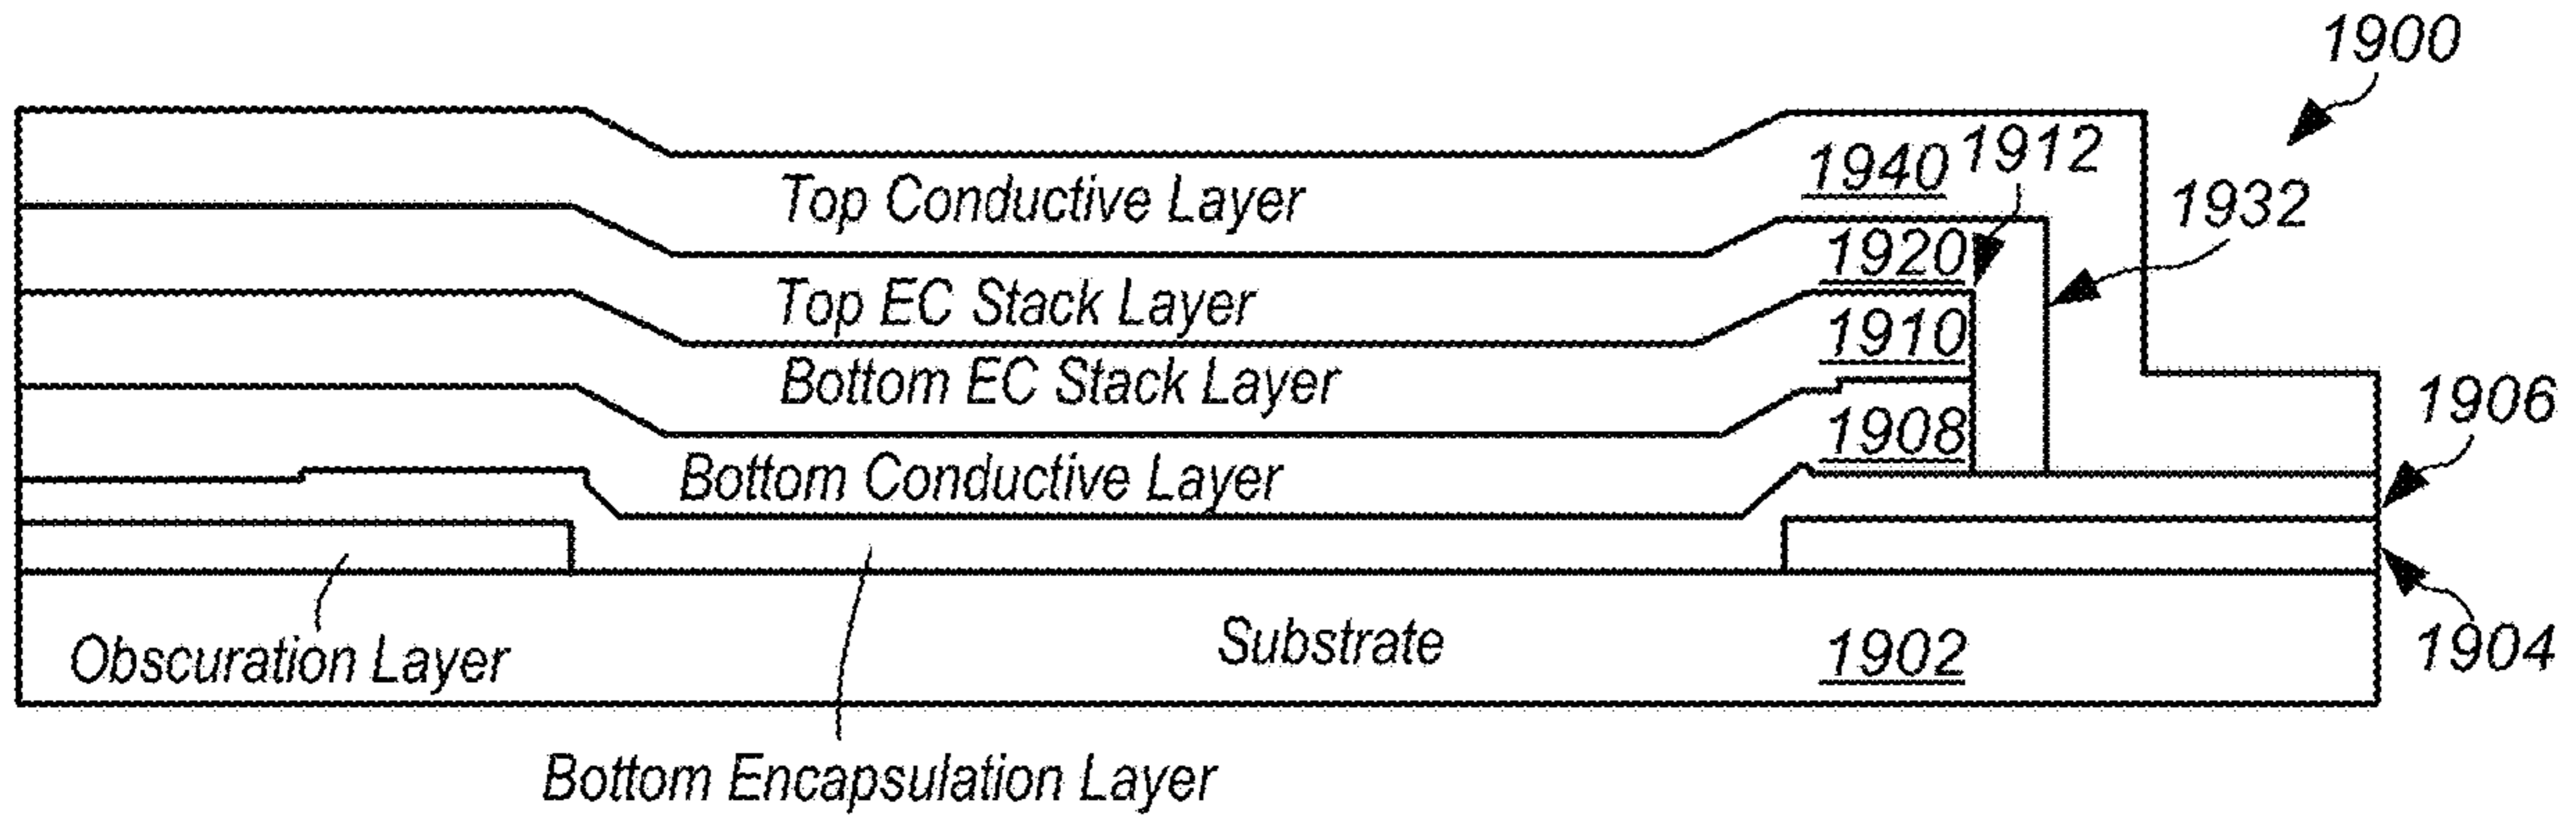 1900
1940
1912
Top Conductive Layer
1932
1920
Top EC Stack Layer
1910
Bottom EC Stack Layer
1906
1908
Bottom Conductive Layer
Obscuration Layer
Substrate
1902
1904
Bottom Encapsulation Layer